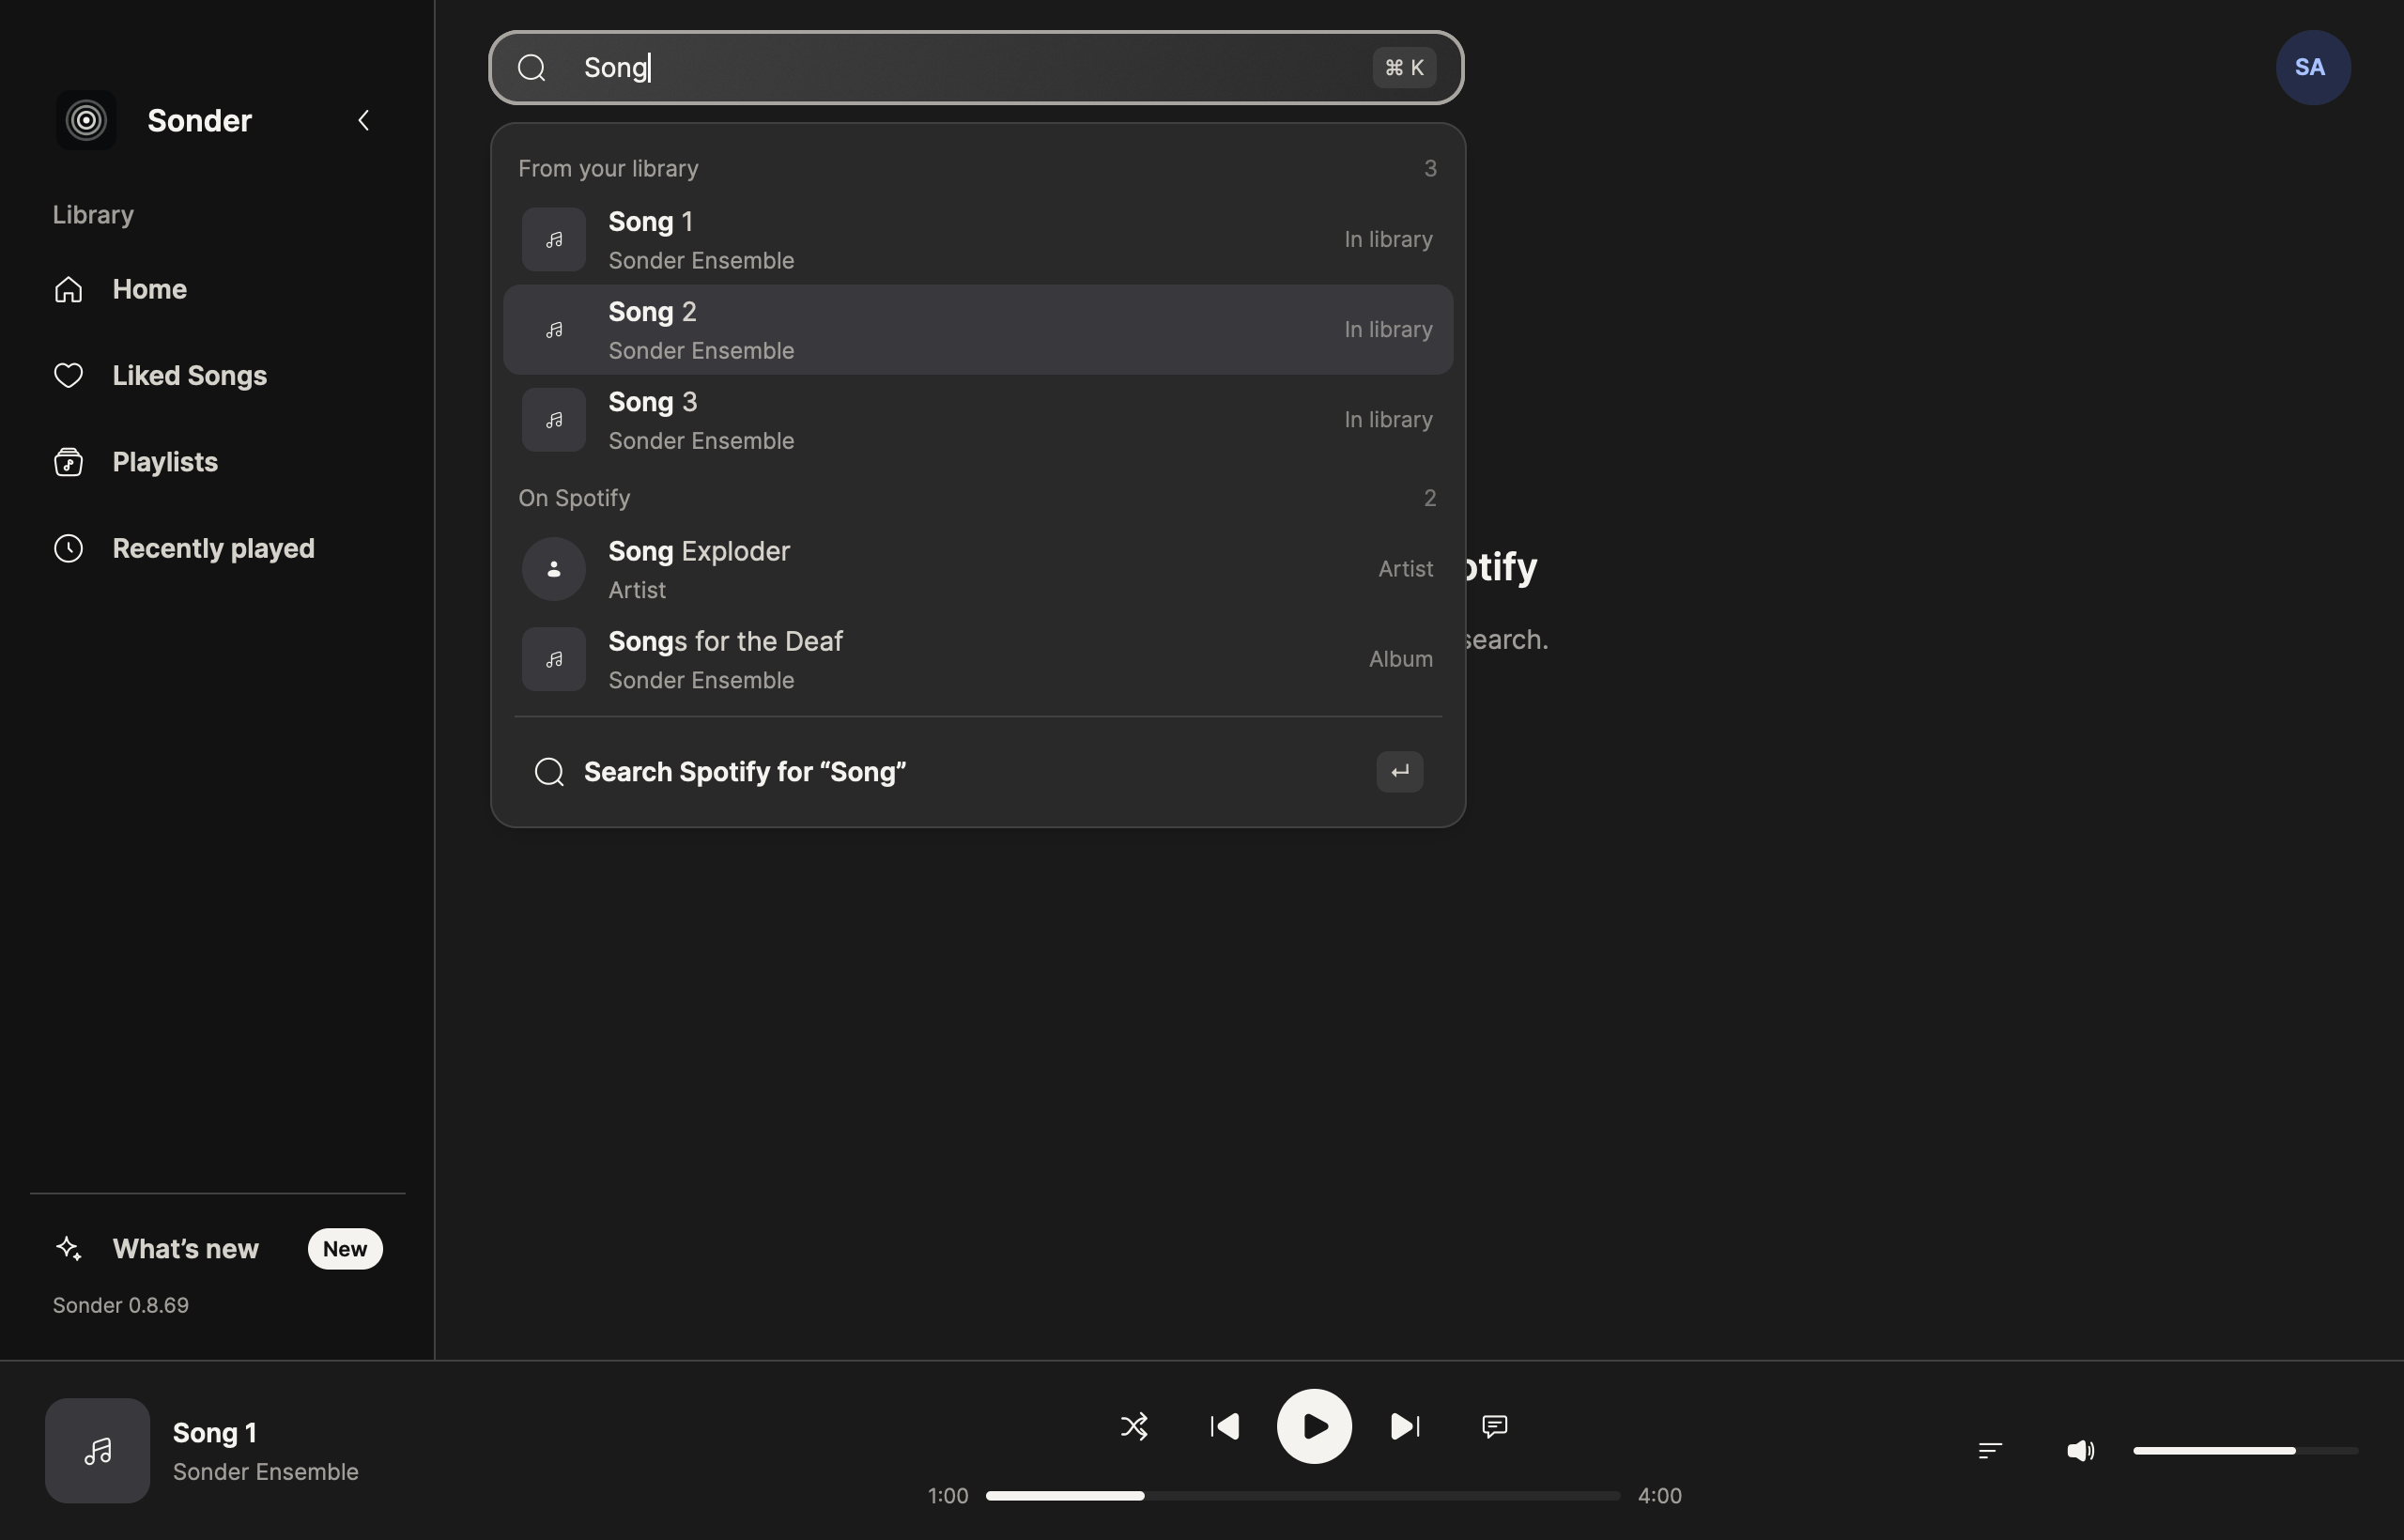 Song
⌘ K
SA
Sonder
Library
Home
Liked Songs
Playlists
Recently played
From your library 3
Song 1
Sonder Ensemble
In library
Song 2
Sonder Ensemble
In library
Song 3
Sonder Ensemble
In library
On Spotify 2
Song Exploder
Artist
Artist
Songs for the Deaf
Sonder Ensemble
Album
Search Spotify for “Song”
search.
What’s new
New
Sonder 0.8.69
Song 1
Sonder Ensemble
1:00
4:00